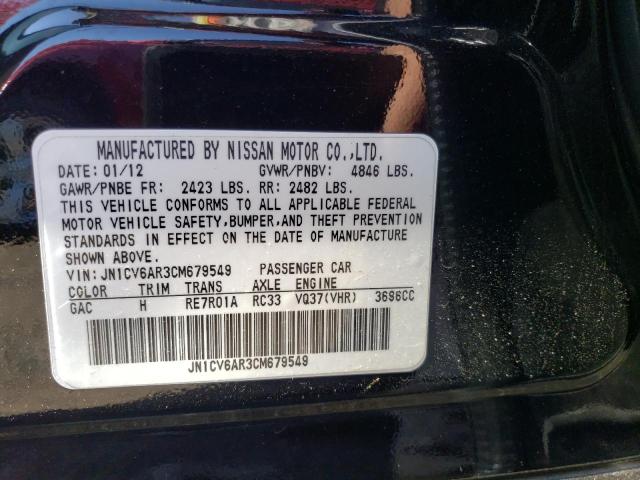 MANUFACTURED BY NISSAN MOTOR CO.,LTD.
DATE: 01/12 GVWR/PNBV: 4846 LBS.
GAWR/PNBE FR: 2423 LBS. RR: 2482 LBS.
THIS VEHICLE CONFORMS TO ALL APPLICABLE FEDERAL
MOTOR VEHICLE SAFETY,BUMPER,AND THEFT PREVENTION
STANDARDS IN EFFECT ON THE DATE OF MANUFACTURE
SHOWN ABOVE.
VIN: JN1CV6AR3CM679549 PASSENGER CAR
COLOR TRIM TRANS AXLE ENGINE
GAC H RE7R01A RC33 VQ37(VHR) 3696CC
JN1CV6AR3CM679549